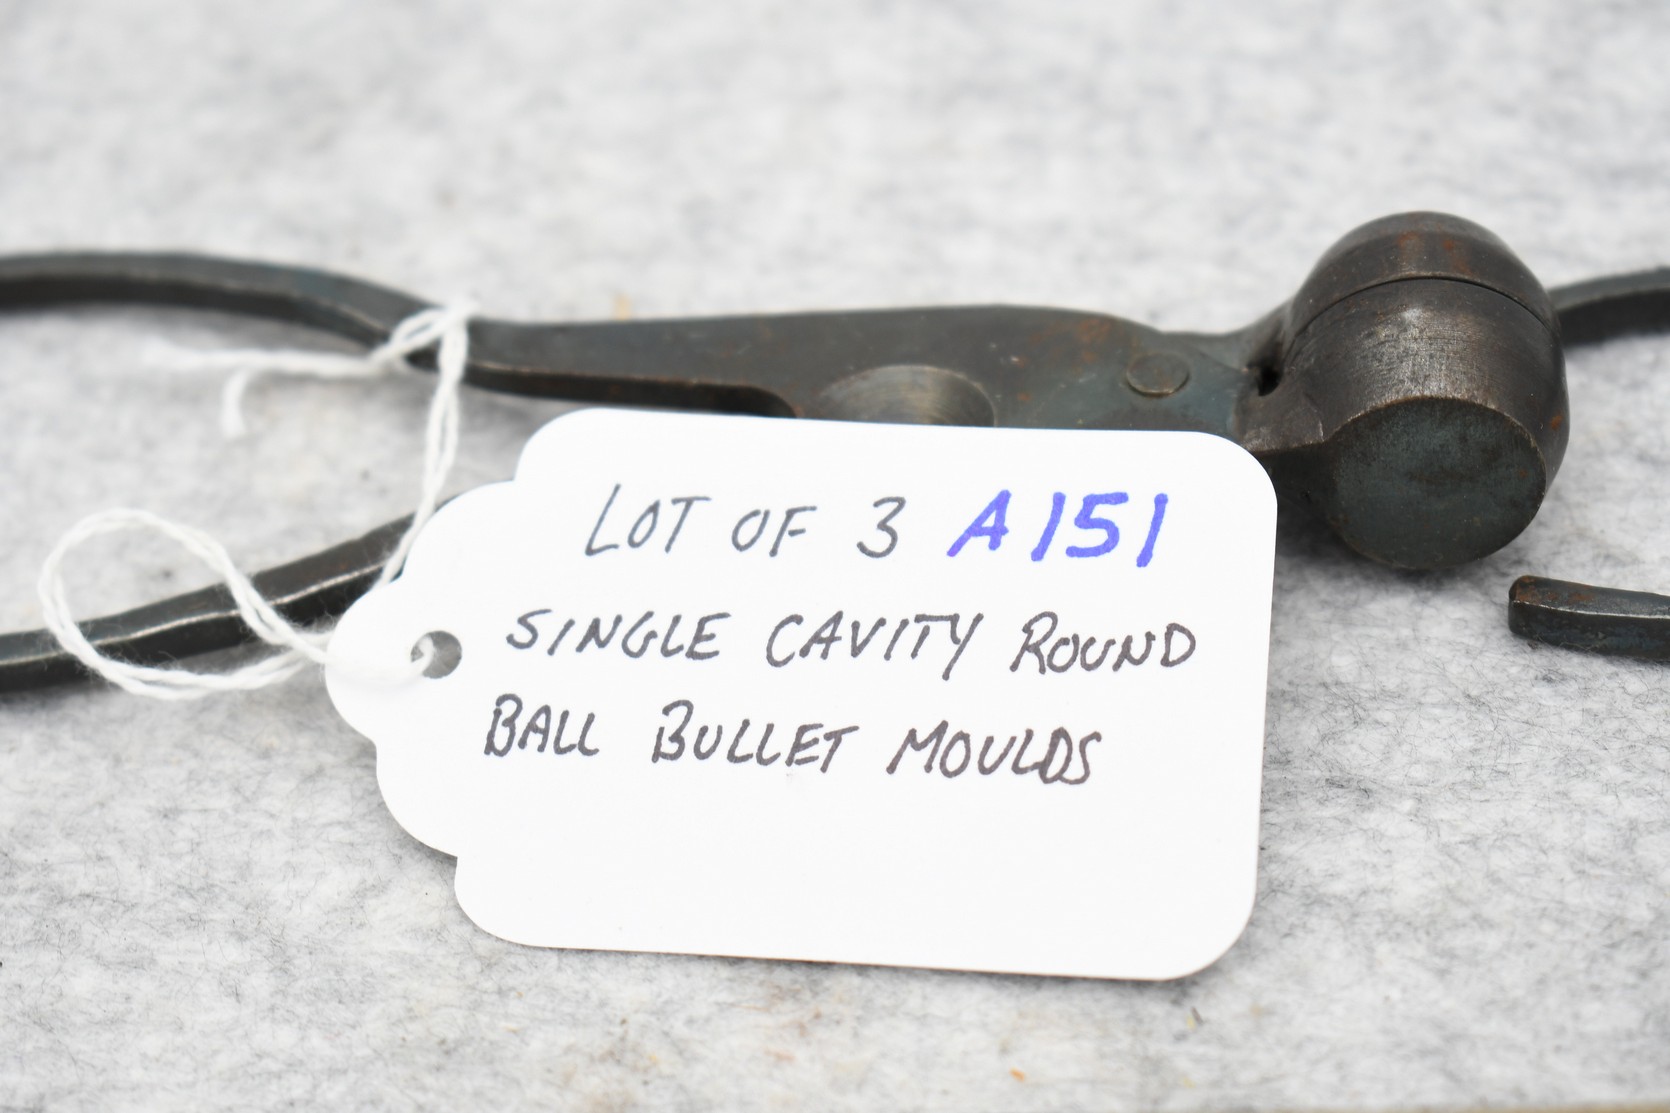 LOT OF 3 A151
SINGLE CAVITY ROUND
BALL BULLET MOULDS